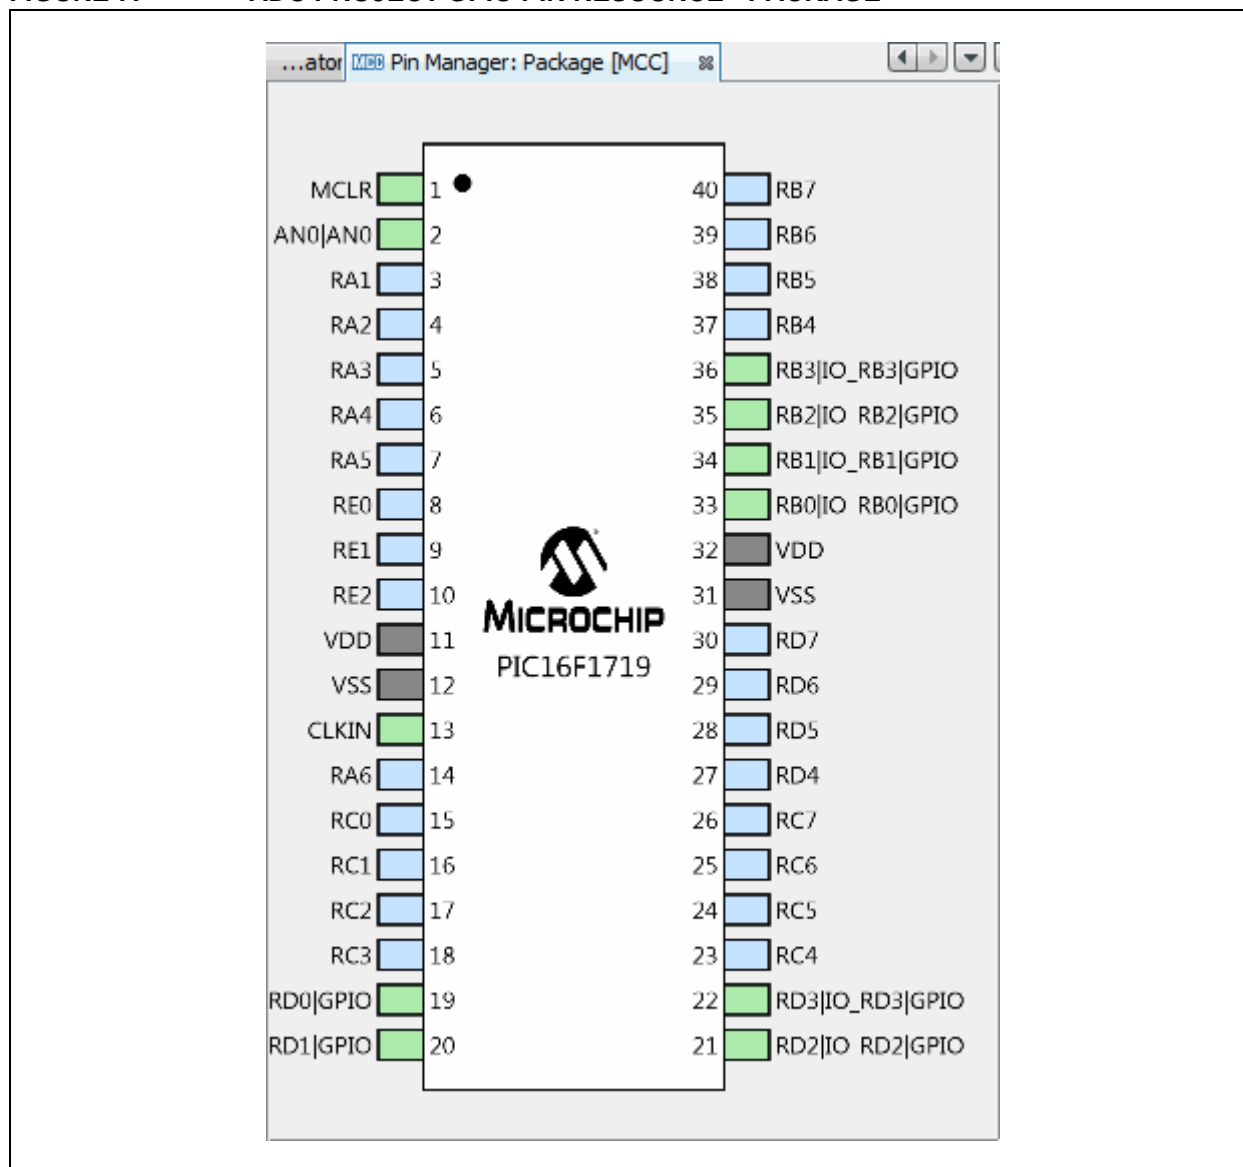 ...ator Pin Manager: Package [MCC]
MCLR 1 40 RB7
AN0|AN0 2 39 RB6
RA1 3 38 RB5
RA2 4 37 RB4
RA3 5 36 RB3|IO_RB3|GPIO
RA4 6 35 RB2|IO RB2|GPIO
RA5 7 34 RB1|IO_RB1|GPIO
RE0 8 33 RB0|IO RB0|GPIO
RE1 9 32 VDD
RE2 10 31 VSS
MICROCHIP
VDD 11 30 RD7
PIC16F1719
VSS 12 29 RD6
CLKIN 13 28 RD5
RA6 14 27 RD4
RC0 15 26 RC7
RC1 16 25 RC6
RC2 17 24 RC5
RC3 18 23 RC4
RD0|GPIO 19 22 RD3|IO_RD3|GPIO
RD1|GPIO 20 21 RD2|IO RD2|GPIO